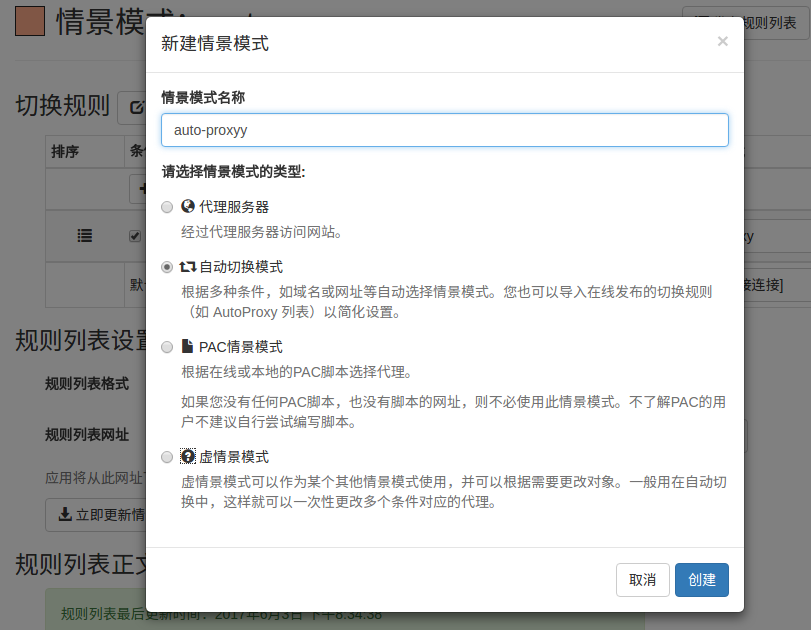 情景模
规则列表
新建情景模式
×
情景模式名称
auto-proxyy
请选择情景模式的类型:
代理服务器
经过代理服务器访问网站。
自动切换模式
根据多种条件，如域名或网址等自动选择情景模式。您也可以导入在线发布的切换规则
（如 AutoProxy 列表）以简化设置。
PAC情景模式
根据在线或本地的PAC脚本选择代理。
如果您没有任何PAC脚本，也没有脚本的网址，则不必使用此情景模式。不了解PAC的用
户不建议自行尝试编写脚本。
虚情景模式
虚情景模式可以作为某个其他情景模式使用，并可以根据需要更改对象。一般用在自动切
换中，这样就可以一次性更改多个条件对应的代理。
取消
创建
切换规则
排序
条
xy
默
接连接]
规则列表设置
规则列表格式
规则列表网址
应用将从此网址
立即更新情
规则列表正文
规则列表最后更新时间：2017年6月3日 下午8:34:38